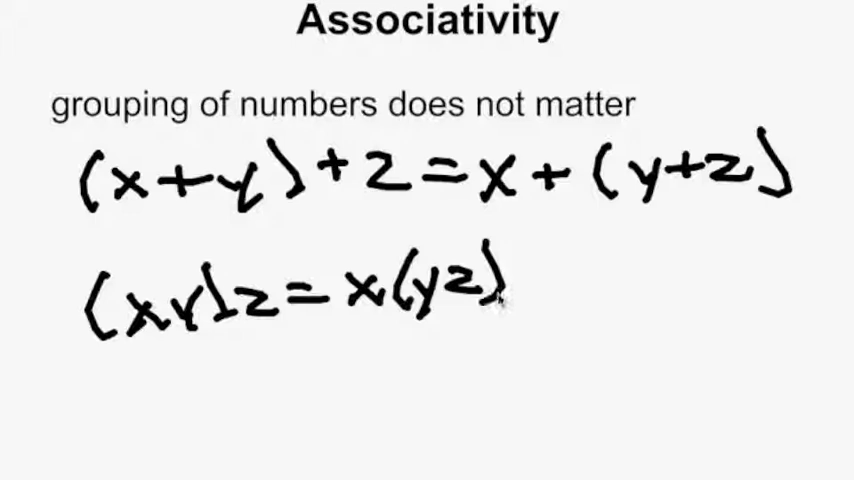 Associativity
grouping of numbers does not matter
(x+y)+z=x+(y+z)
(xy)z=x(yz)